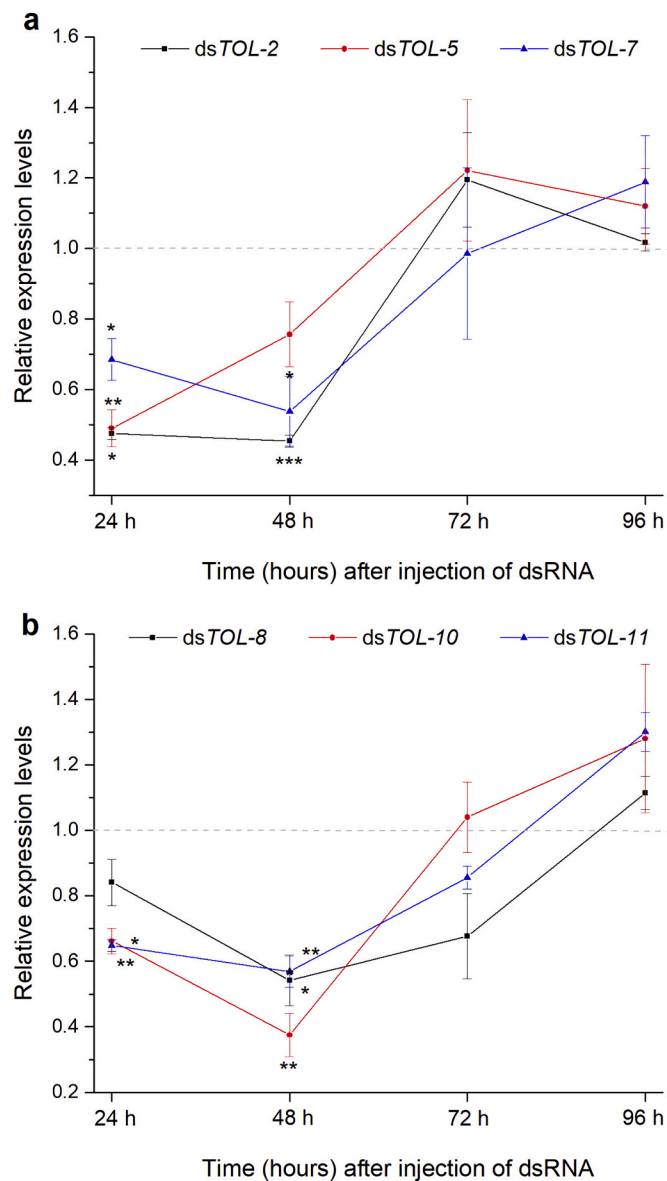 a
dsTOL-2 dsTOL-5 dsTOL-7
Relative expression levels
1.6
1.4
1.2
1.0
0.8
0.6
0.4
*
**
*
*
***
24 h 48 h 72 h 96 h
Time (hours) after injection of dsRNA
b
dsTOL-8 dsTOL-10 dsTOL-11
Relative expression levels
1.6
1.4
1.2
1.0
0.8
0.6
0.4
0.2
*
**
**
*
**
24 h 48 h 72 h 96 h
Time (hours) after injection of dsRNA